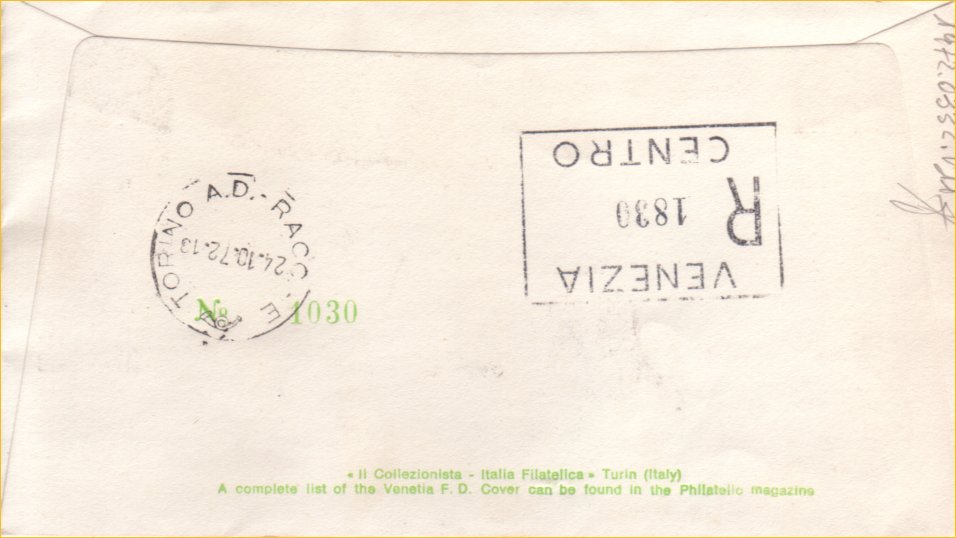 TORINO A.D. - RACC. E
24.10.72-13
VENEZIA
R 1830
CENTRO
№ 1030
« Il Collezionista - Italia Filatelica » Turin (Italy)
A complete list of the Venetia F. D. Cover can be found in the Philatelic magazine